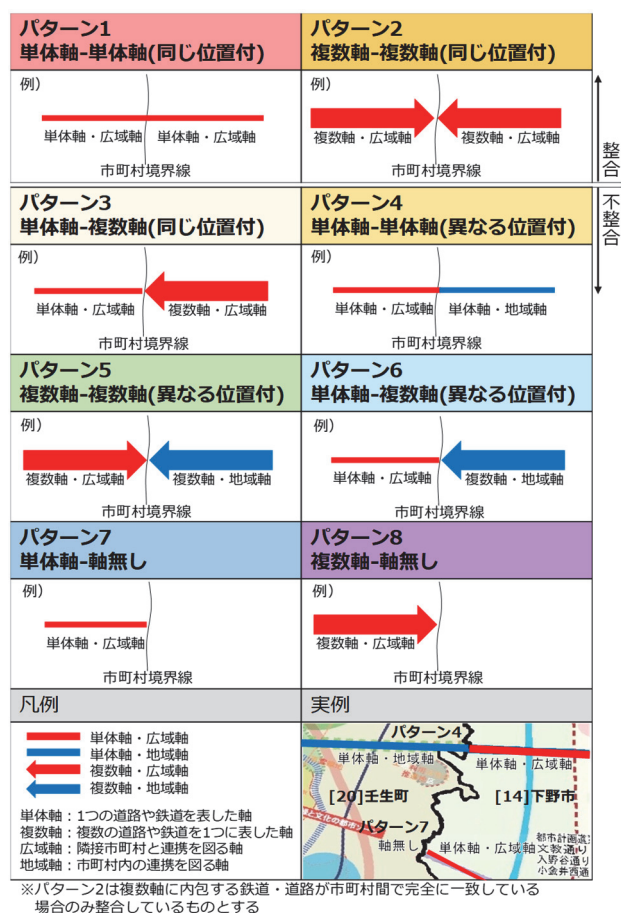 パターン1
単体軸-単体軸(同じ位置付)
パターン2
複数軸-複数軸(同じ位置付)
例)
単体軸・広域軸 単体軸・広域軸
市町村境界線
例)
複数軸・広域軸 複数軸・広域軸
市町村境界線
整合
不整合
パターン3
単体軸-複数軸(同じ位置付)
パターン4
単体軸-単体軸(異なる位置付)
例)
単体軸・広域軸 複数軸・広域軸
市町村境界線
例)
単体軸・広域軸 単体軸・地域軸
市町村境界線
パターン5
複数軸-複数軸(異なる位置付)
パターン6
単体軸-複数軸(異なる位置付)
例)
複数軸・広域軸 複数軸・地域軸
市町村境界線
例)
単体軸・広域軸 複数軸・地域軸
市町村境界線
パターン7
単体軸-軸無し
パターン8
複数軸-軸無し
例)
単体軸・広域軸
市町村境界線
例)
複数軸・広域軸
市町村境界線
凡例
実例
単体軸・広域軸
単体軸・地域軸
複数軸・広域軸
複数軸・地域軸
単体軸:1つの道路や鉄道を表した軸
複数軸:複数の道路や鉄道を1つに表した軸
広域軸:隣接市町村と連携を図る軸
地域軸:市町村内の連携を図る軸
パターン4
単体軸・地域軸 単体軸・広域軸
[20]壬生町 [14]下野市
と文化の都市
パターン7
軸無し 単体軸・広域軸
都市計画道
文教通り
入野谷通り
小金井西通
※パターン2は複数軸に内包する鉄道・道路が市町村間で完全に一致している
場合のみ整合しているものとする